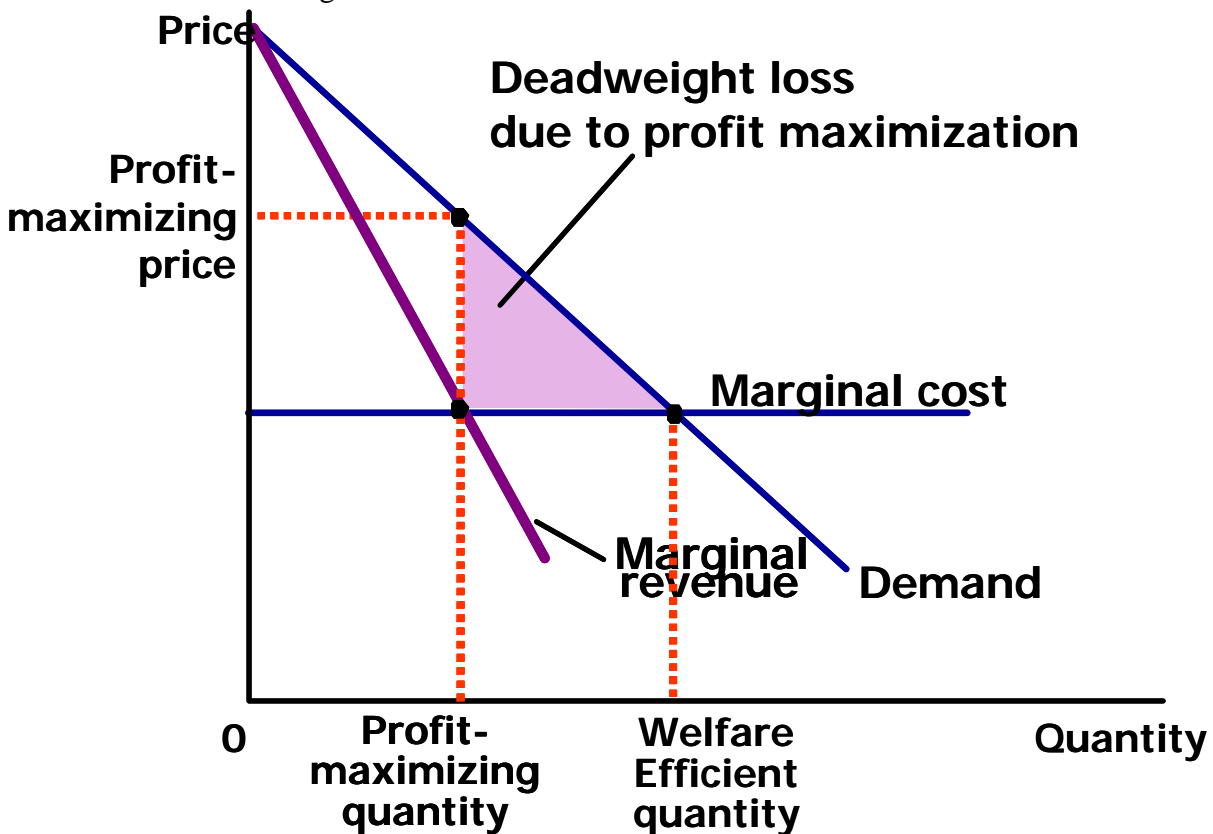 Price
Deadweight loss
due to profit maximization
Profit-
maximizing
price
Marginal cost
Marginal
revenue
Demand
0
Profit-
maximizing
quantity
Welfare
Efficient
quantity
Quantity